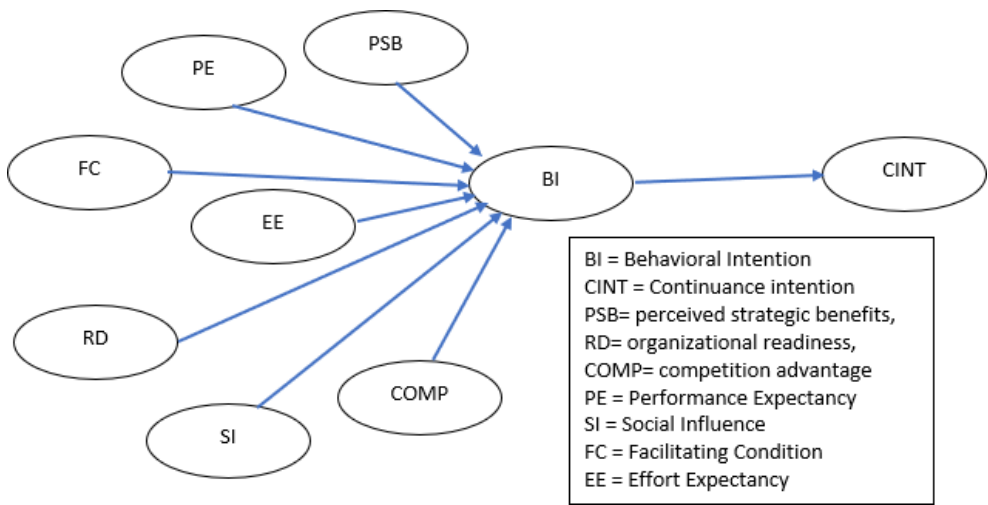 PSB
PE
FC
BI
CINT
EE
RD
COMP
SI
BI = Behavioral Intention
CINT = Continuance intention
PSB= perceived strategic benefits,
RD= organizational readiness,
COMP= competition advantage
PE = Performance Expectancy
SI = Social Influence
FC = Facilitating Condition
EE = Effort Expectancy